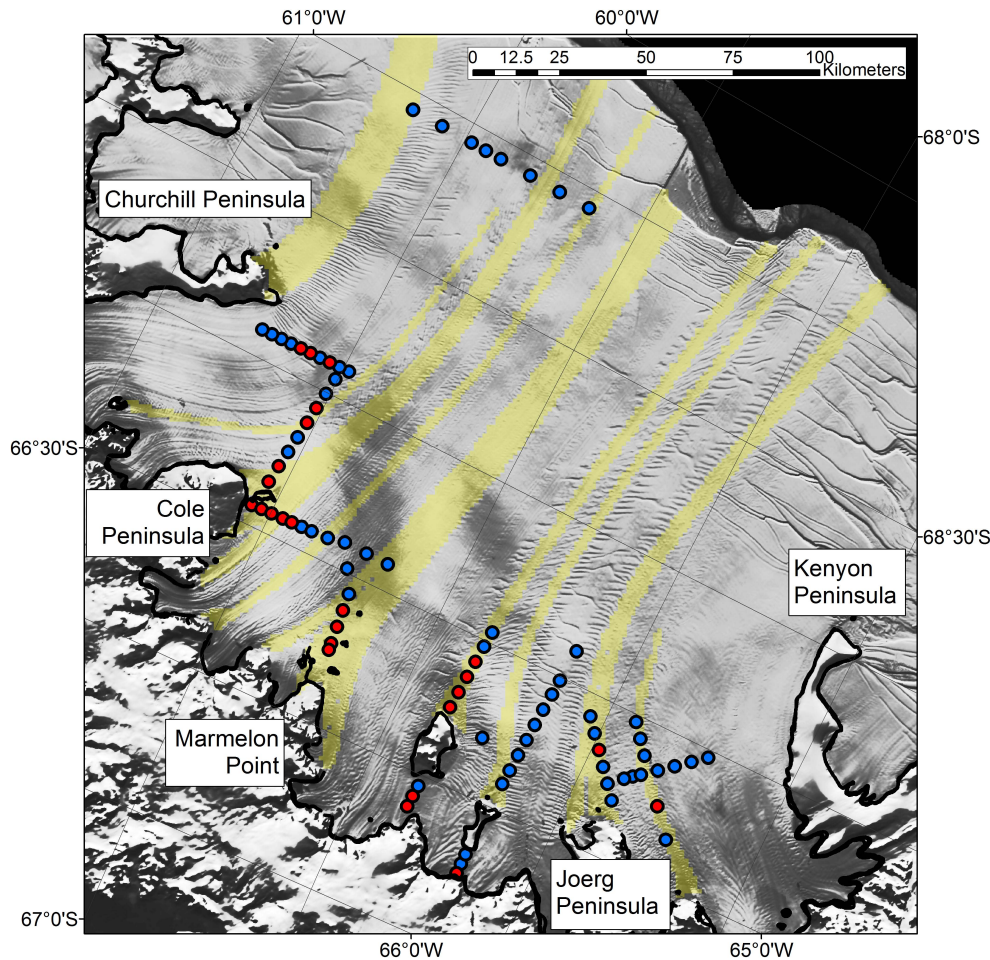 61°0'W 60°0'W
0 12.5 25 50 75 100
Kilometers
68°0'S
Churchill Peninsula
66°30'S
Cole
Peninsula
68°30'S
Kenyon
Peninsula
Marmelon
Point
Joerg
Peninsula
67°0'S
66°0'W 65°0'W